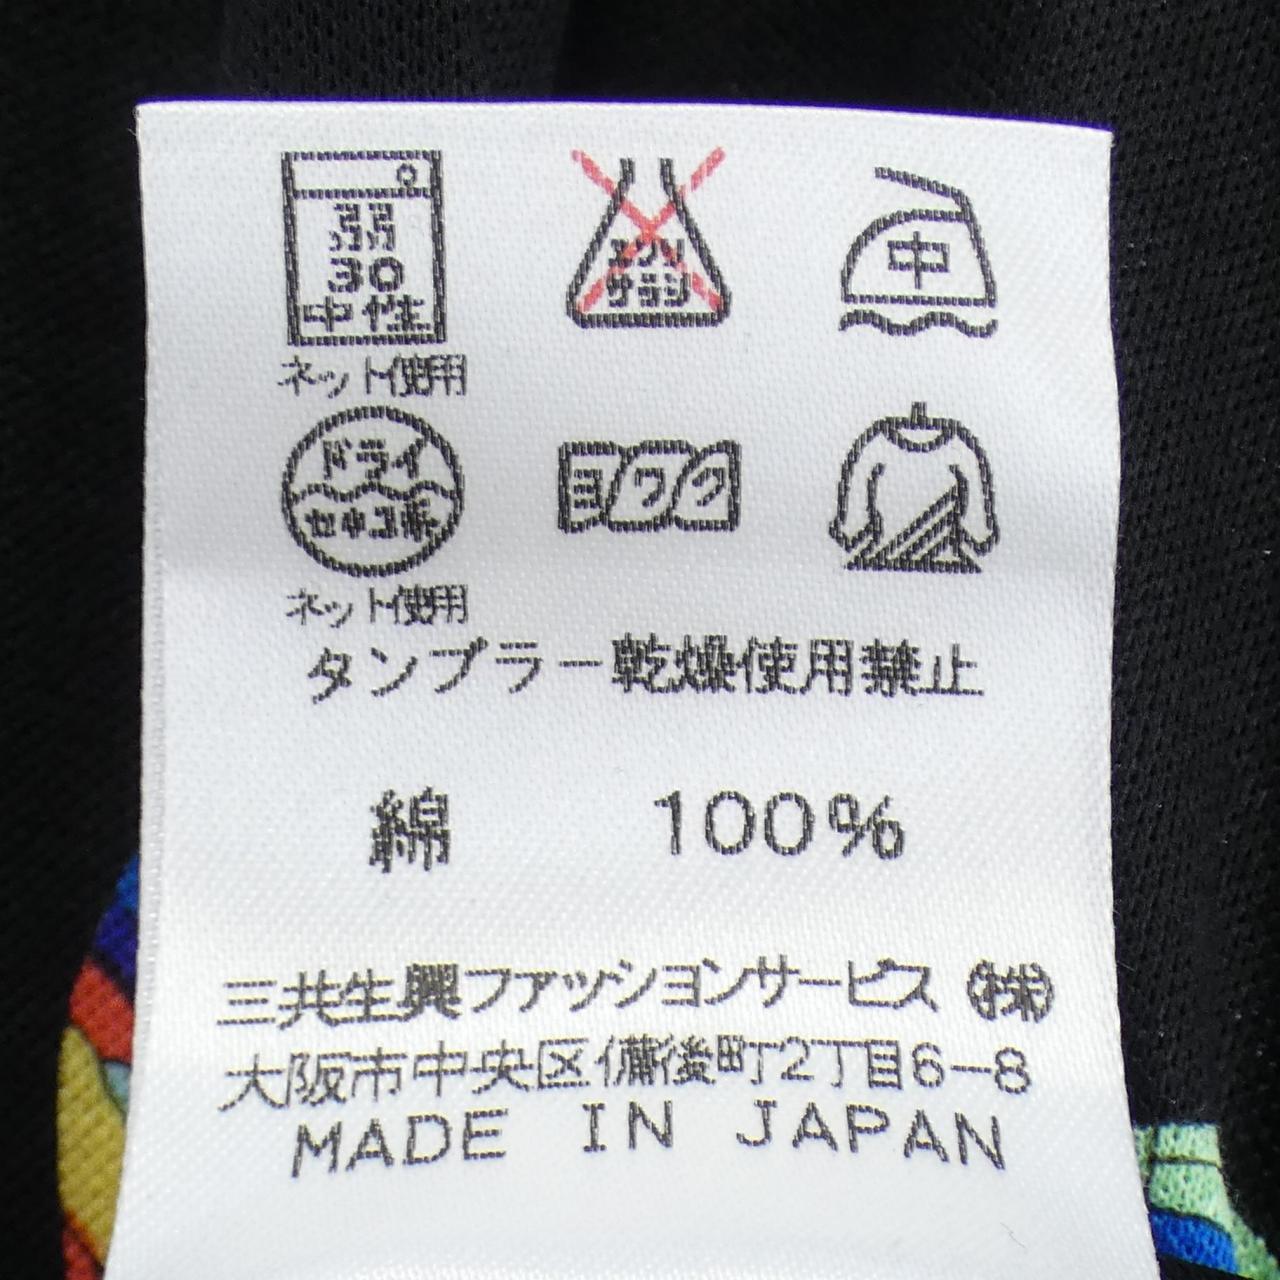 弱
30
中性
ネット使用
エンソ
サラシ
中
ドライ
セキユ系
ネット使用
ヨワク
タンブラー乾燥使用禁止
綿 100%
三共生興ファッションサービス㈱
大阪市中央区備後町2丁目6-8
MADE IN JAPAN